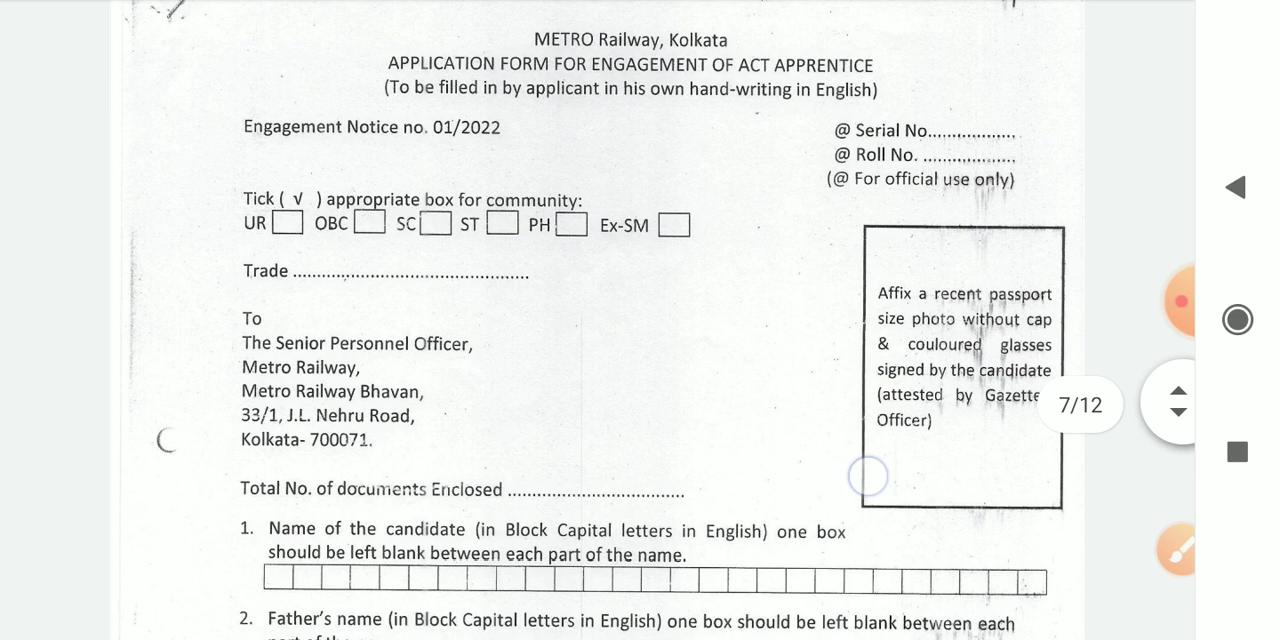 METRO Railway, Kolkata
APPLICATION FORM FOR ENGAGEMENT OF ACT APPRENTICE
(To be filled in by applicant in his own hand-writing in English)
Engagement Notice no. 01/2022
@ Serial No..................
@ Roll No. ..................
(@ For official use only)
Tick ( √ ) appropriate box for community:
UR OBC SC ST PH Ex-SM
Trade ..............................................
To
The Senior Personnel Officer,
Metro Railway,
Metro Railway Bhavan,
33/1, J.L. Nehru Road,
Kolkata- 700071.
Affix a recent passport
size photo without cap
& couloured glasses
signed by the candidate
(attested by Gazette
Officer)
7/12
Total No. of documents Enclosed ..................................
1. Name of the candidate (in Block Capital letters in English) one box
should be left blank between each part of the name.
2. Father's name (in Block Capital letters in English) one box should be left blank between each